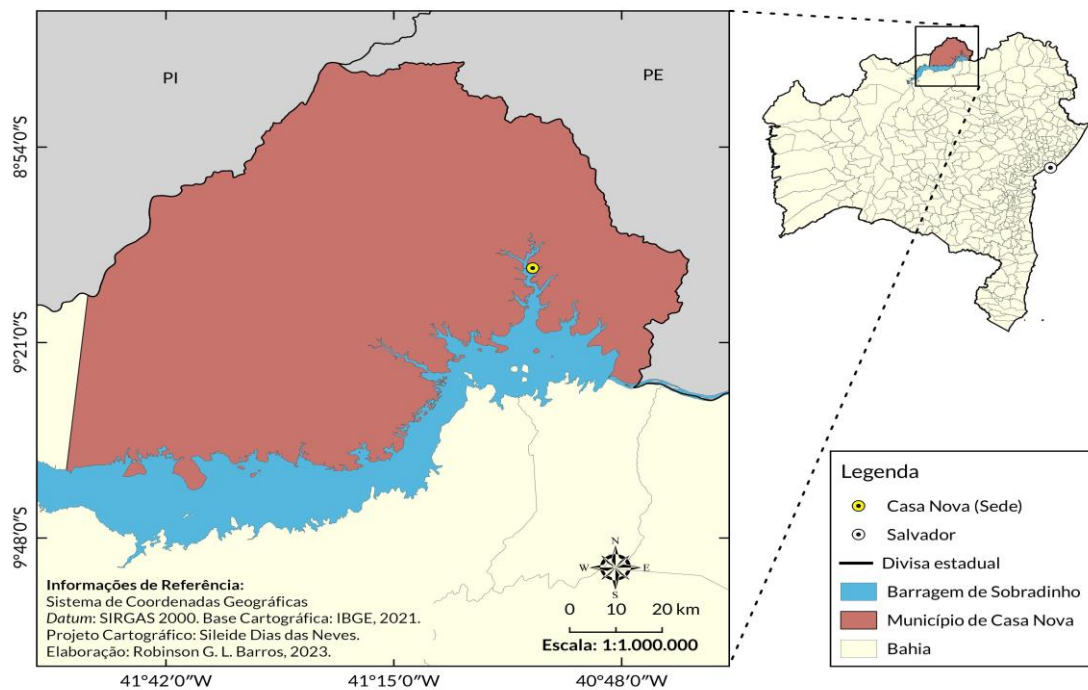 PI
PE
8°54'0"S
9°21'0"S
9°48'0"S
N
W
E
S
Informações de Referência:
Sistema de Coordenadas Geográficas
Datum: SIRGAS 2000. Base Cartográfica: IBGE, 2021.
Projeto Cartográfico: Sileide Dias das Neves.
Elaboração: Robinson G. L. Barros, 2023.
0 10 20 km
Escala: 1:1.000.000
41°42'0"W 41°15'0"W 40°48'0"W
Legenda
Casa Nova (Sede)
Salvador
Divisa estadual
Barragem de Sobradinho
Município de Casa Nova
Bahia